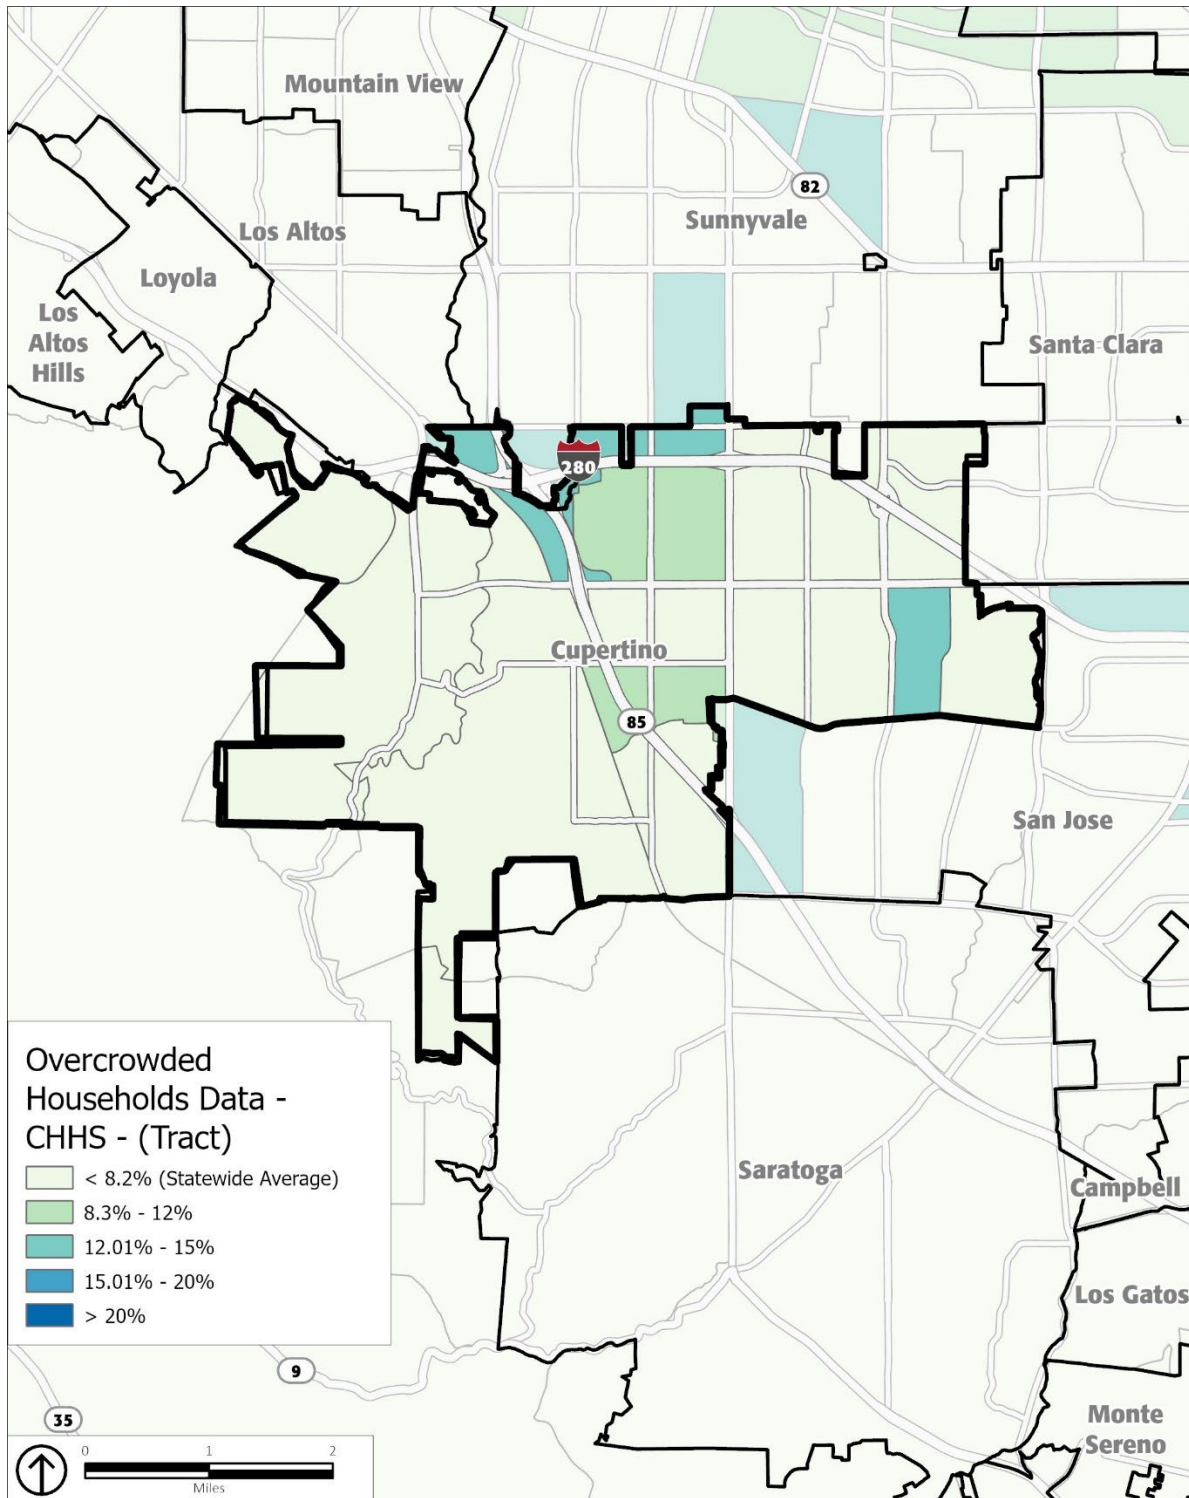 Mountain View
82
Sunnyvale
Los Altos
Loyola
Los
Altos
Hills
Santa Clara
280
Cupertino
85
San Jose
Overcrowded
Households Data -
CHHS - (Tract)
< 8.2% (Statewide Average)
8.3% - 12%
12.01% - 15%
15.01% - 20%
> 20%
Saratoga
Campbell
Los Gatos
9
35
Monte
Sereno
0 1 2
Miles